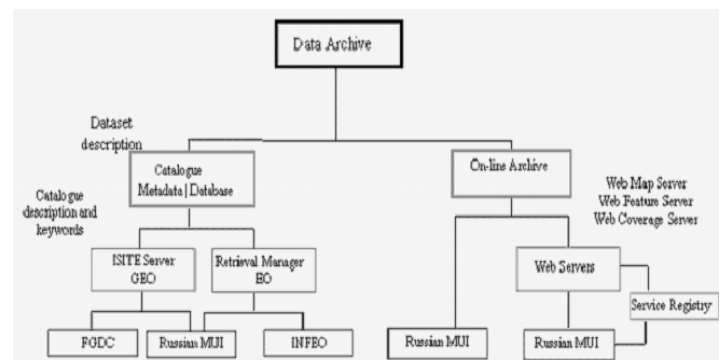 Data Archive
Dataset
description
Catalogue
Metadata|Database
On-line Archive
Catalogue
description and
keywords
Web Map Server
Web Feature Server
Web Coverage Server
ISITE Server
GEO
Retrieval Manager
EO
Web Servers
Service Registry
FGDC
Russian MUI
INFEO
Russian MUI
Russian MUI